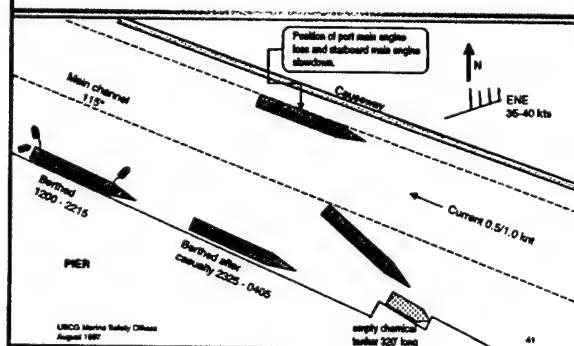 Position of port main engine
loss and starboard main engine
slowdown.
N
ENE
35-40 kts
Causeway
Main channel
115°
Current 0.5/1.0 knt
Berthed
1200 - 2215
Berthed after
casualty 2325 - 0405
PIER
empty chemical
tanker 320' long
USCG Marine Safety Offices
August 1997
41